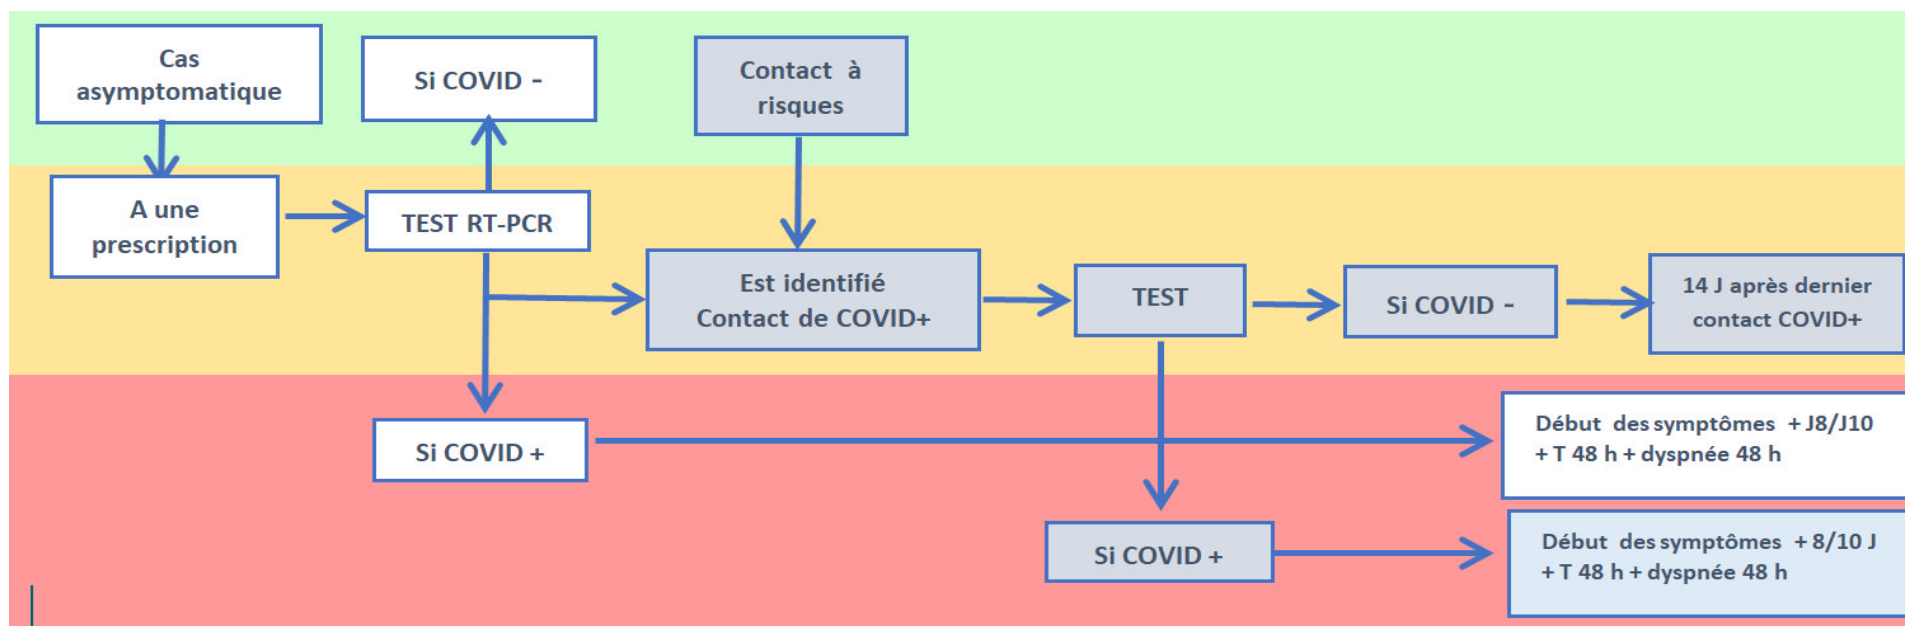 Cas
asymptomatique
Si COVID -
Contact à
risques
A une
prescription
TEST RT-PCR
Est identifié
Contact de COVID+
TEST
Si COVID -
14 J après dernier
contact COVID+
Si COVID +
Début des symptômes + J8/J10
+ T 48 h + dyspnée 48 h
Si COVID +
Début des symptômes + 8/10 J
+ T 48 h + dyspnée 48 h